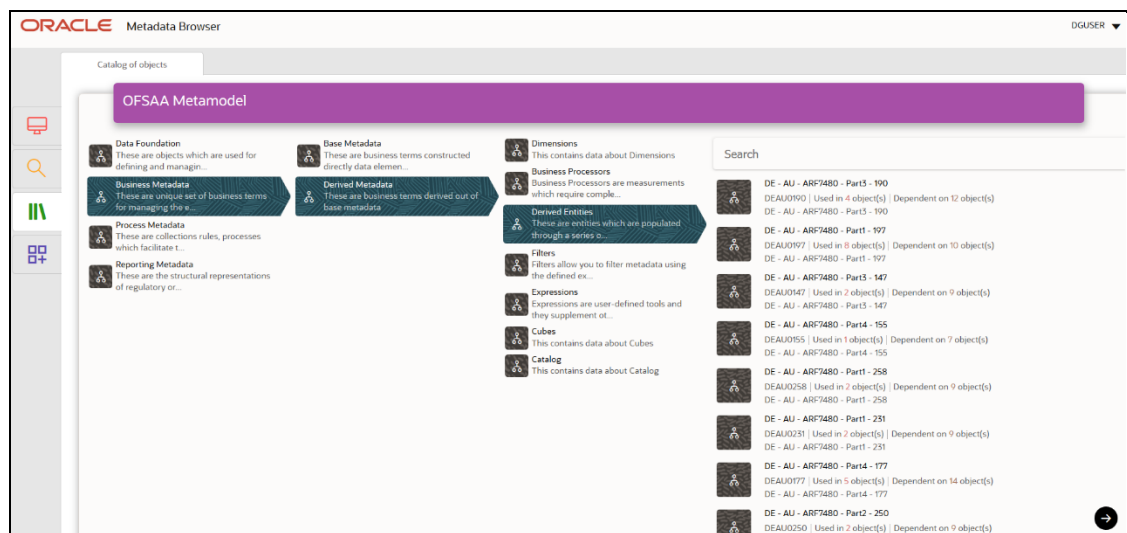 ORACLE Metadata Browser
DGUSER
Catalog of objects
OFSAA Metamodel
Data Foundation
These are objects which are used for
defining and managin...
Business Metadata
These are unique set of business terms
for managing the e...
Process Metadata
These are collections rules, processes
which facilitate t...
Reporting Metadata
These are the structural representations
of regulatory or...
Base Metadata
These are business terms constructed
directly data elemen...
Derived Metadata
These are business terms derived out of
base metadata
Dimensions
This contains data about Dimensions
Business Processors
Business Processors are measurements
which require comple...
Derived Entities
These are entities which are populated
through a series o...
Filters
Filters allow you to filter metadata using
the defined ex...
Expressions
Expressions are user-defined tools and
they supplement ot...
Cubes
This contains data about Cubes
Catalog
This contains data about Catalog
Search
DE - AU - ARF7480 - Part3 - 190
DEAU0190 | Used in 4 object(s) | Dependent on 12 object(s)
DE - AU - ARF7480 - Part3 - 190
DE - AU - ARF7480 - Part1 - 197
DEAU0197 | Used in 8 object(s) | Dependent on 10 object(s)
DE - AU - ARF7480 - Part1 - 197
DE - AU - ARF7480 - Part3 - 147
DEAU0147 | Used in 2 object(s) | Dependent on 9 object(s)
DE - AU - ARF7480 - Part3 - 147
DE - AU - ARF7480 - Part4 - 155
DEAU0155 | Used in 1 object(s) | Dependent on 7 object(s)
DE - AU - ARF7480 - Part4 - 155
DE - AU - ARF7480 - Part1 - 258
DEAU0258 | Used in 2 object(s) | Dependent on 9 object(s)
DE - AU - ARF7480 - Part1 - 258
DE - AU - ARF7480 - Part1 - 231
DEAU0231 | Used in 2 object(s) | Dependent on 9 object(s)
DE - AU - ARF7480 - Part1 - 231
DE - AU - ARF7480 - Part4 - 177
DEAU0177 | Used in 5 object(s) | Dependent on 14 object(s)
DE - AU - ARF7480 - Part4 - 177
DE - AU - ARF7480 - Part2 - 250
DEAU0250 | Used in 2 object(s) | Dependent on 9 object(s)